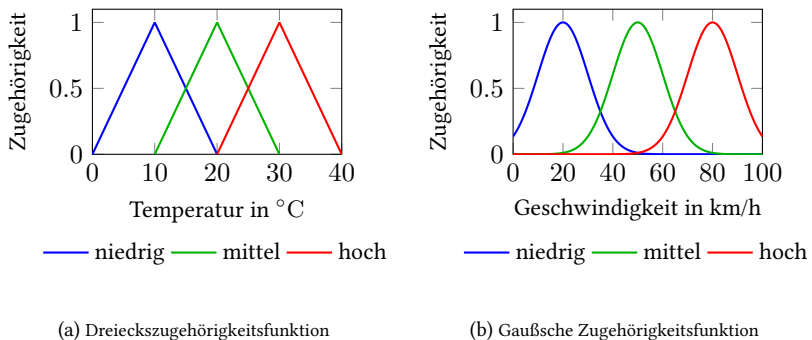 Zugehörigkeit
1
0.5
0
0 10 20 30 40
Temperatur in °C
niedrig mittel hoch
(a) Dreieckszugehörigkeitsfunktion
Zugehörigkeit
1
0.5
0
0 20 40 60 80 100
Geschwindigkeit in km/h
niedrig mittel hoch
(b) Gaußsche Zugehörigkeitsfunktion